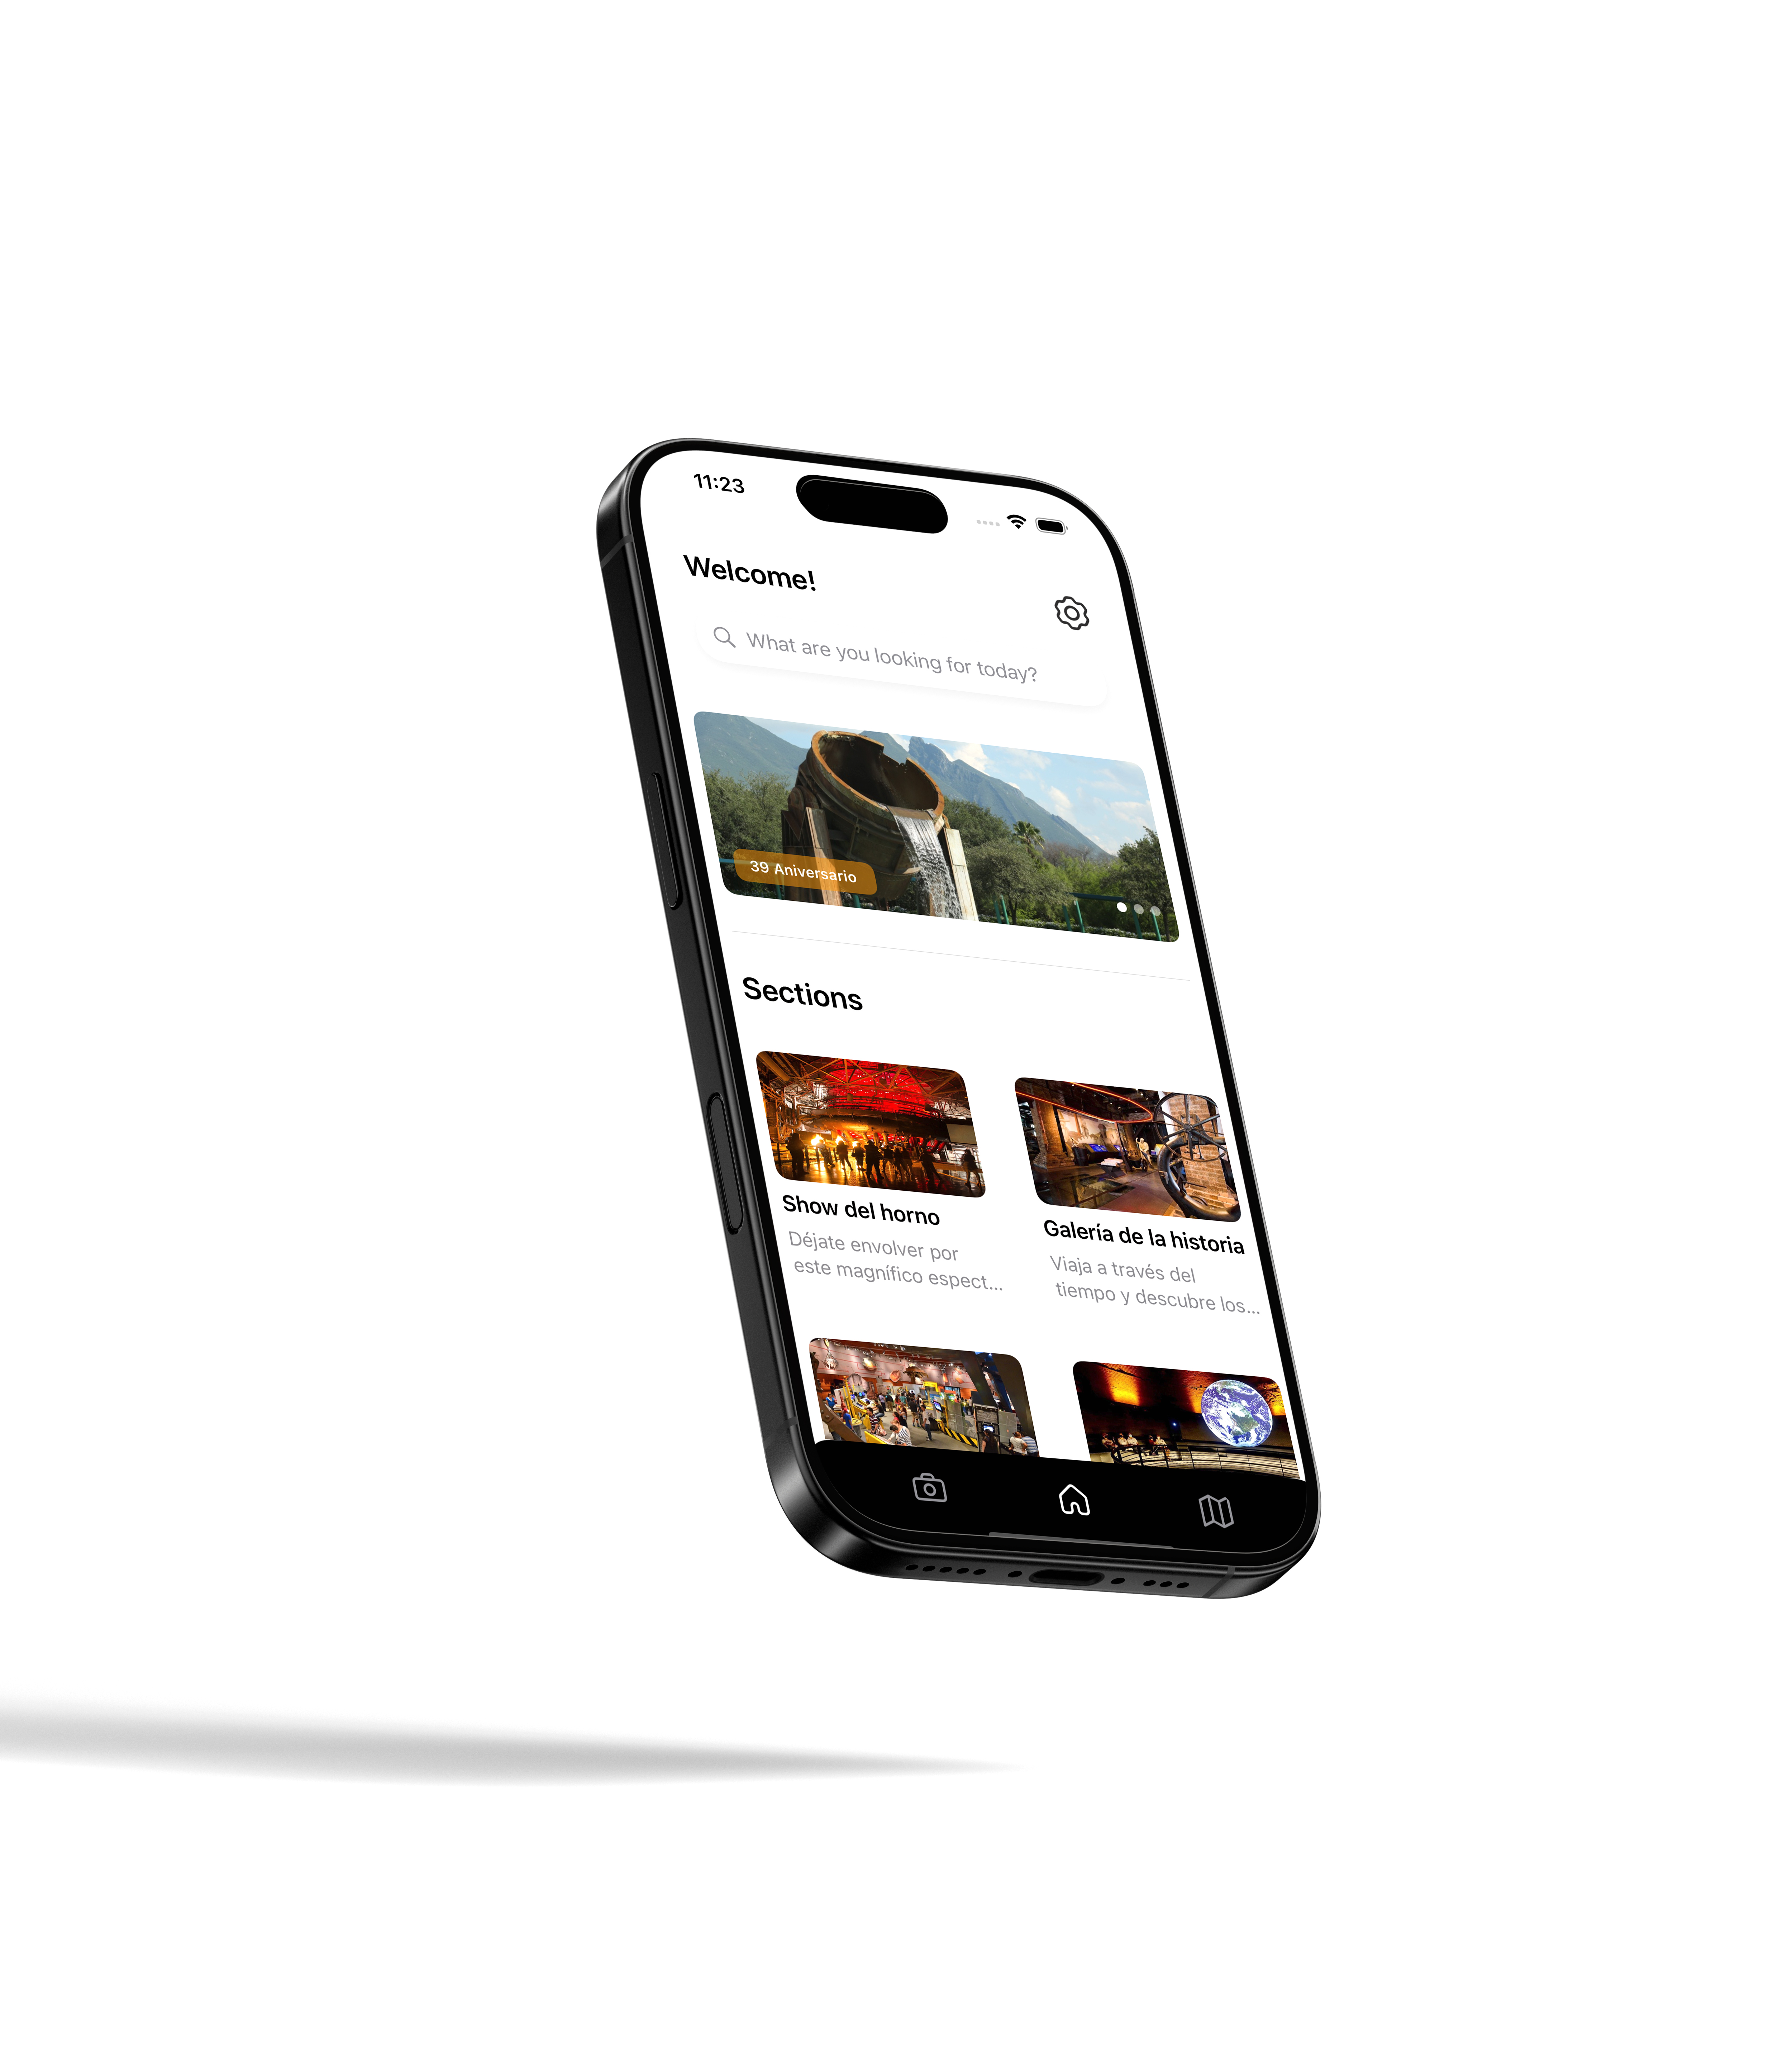 11:23
Welcome!
What are you looking for today?
39 Aniversario
Sections
Show del horno
Déjate envolver por
este magnífico espect...
Galería de la historia
Viaja a través del
tiempo y descubre los...